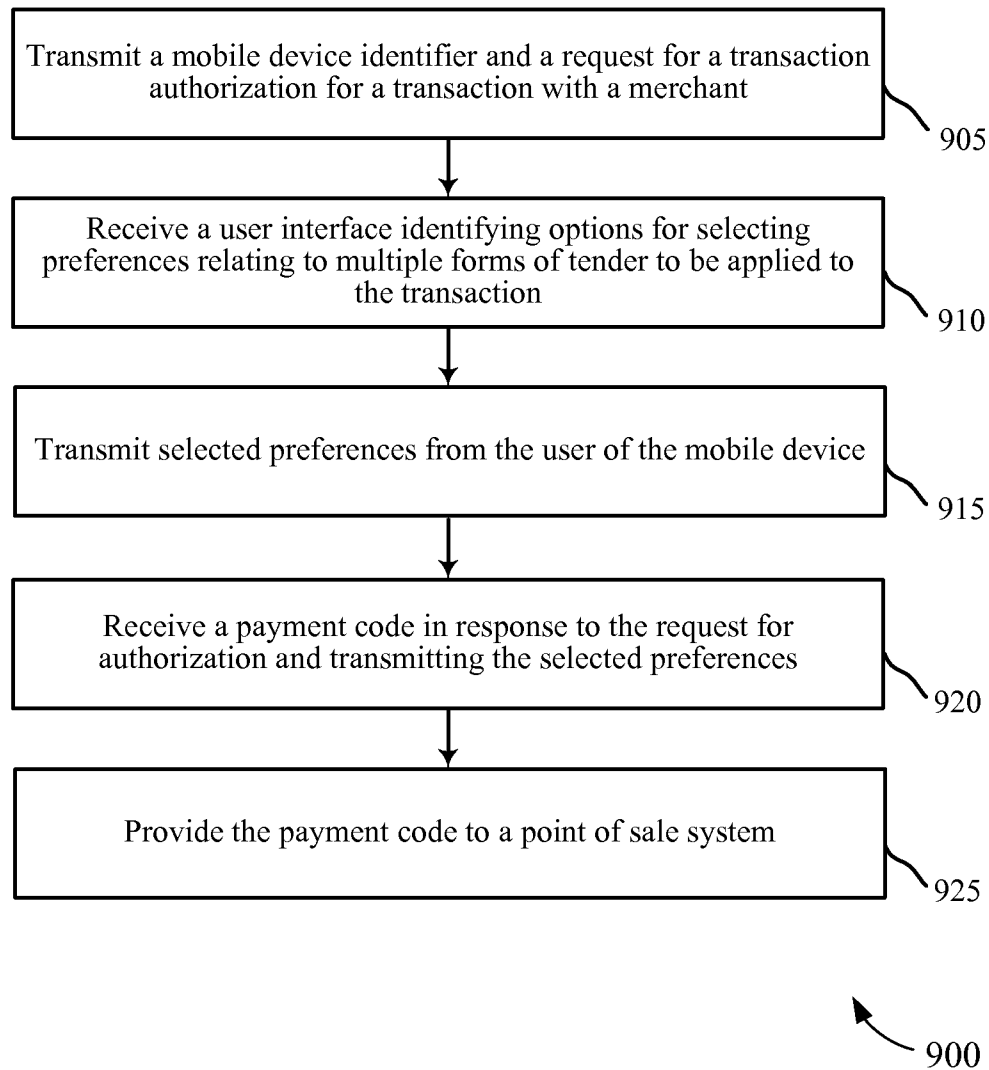 Transmit a mobile device identifier and a request for a transaction
authorization for a transaction with a merchant
905
Receive a user interface identifying options for selecting
preferences relating to multiple forms of tender to be applied to
the transaction
910
Transmit selected preferences from the user of the mobile device
915
Receive a payment code in response to the request for
authorization and transmitting the selected preferences
920
Provide the payment code to a point of sale system
925
900